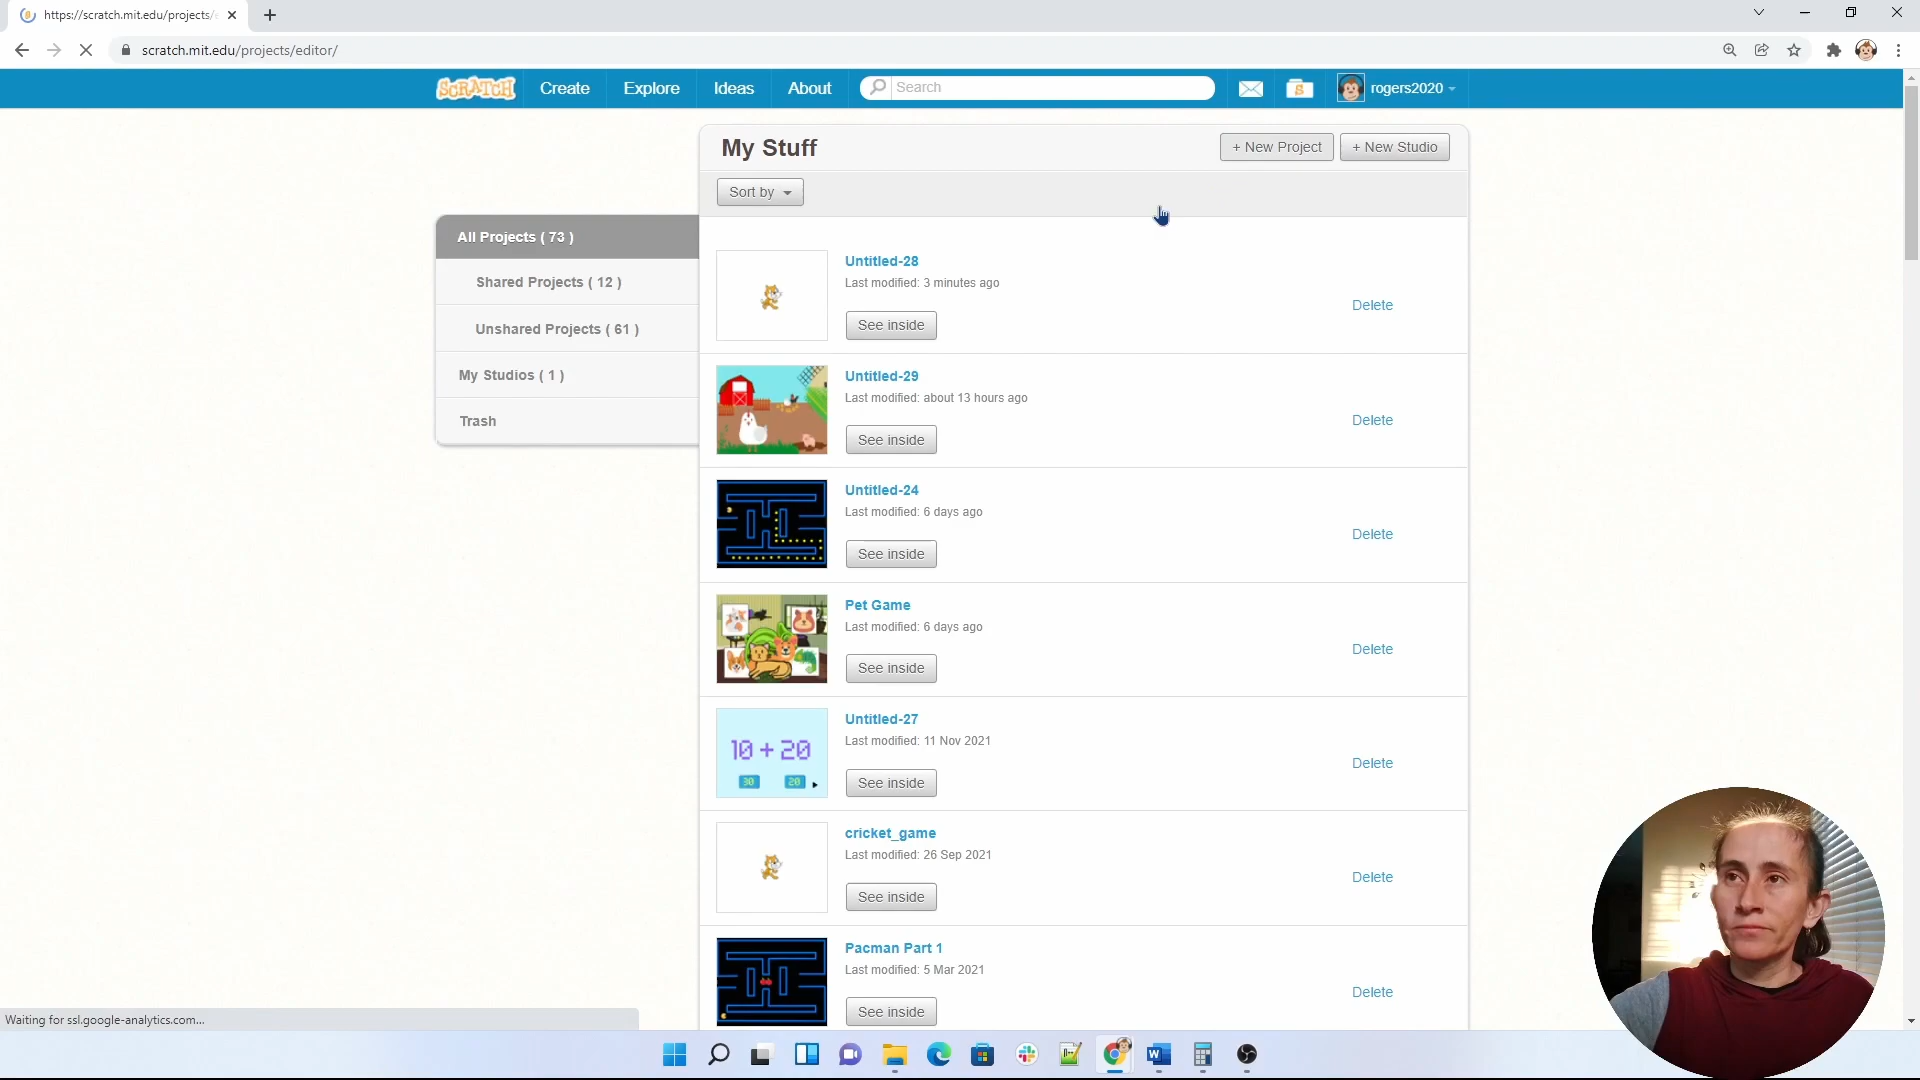 https://scratch.mit.edu/projects/e
scratch.mit.edu/projects/editor/
SCRATCH Create Explore Ideas About Search rogers2020
My Stuff + New Project + New Studio
Sort by
All Projects ( 73 )
Shared Projects ( 12 )
Unshared Projects ( 61 )
My Studios ( 1 )
Trash
Untitled-28
Last modified: 3 minutes ago
Delete
See inside
Untitled-29
Last modified: about 13 hours ago
Delete
See inside
Untitled-24
Last modified: 6 days ago
Delete
See inside
Pet Game
Last modified: 6 days ago
Delete
See inside
Untitled-27
Last modified: 11 Nov 2021
10 + 20
30 20
Delete
See inside
cricket_game
Last modified: 26 Sep 2021
Delete
See inside
Pacman Part 1
Last modified: 5 Mar 2021
Delete
See inside
Waiting for ssl.google-analytics.com...